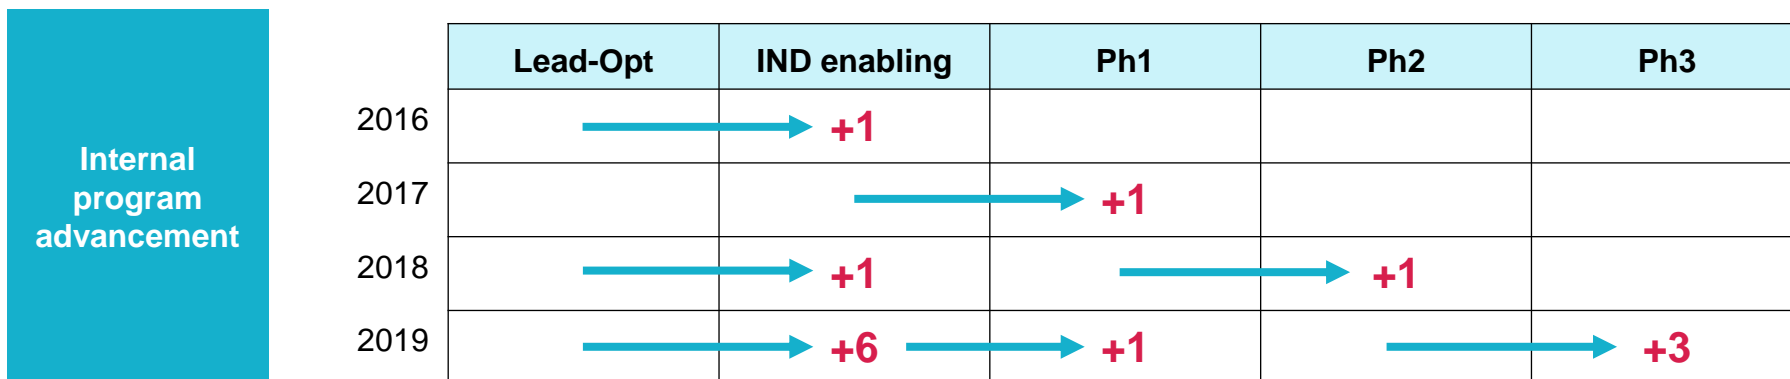 Internal
program
advancement
Lead-Opt IND enabling Ph1 Ph2 Ph3
2016 +1
2017 +1
2018 +1 +1
2019 +6 +1 +3